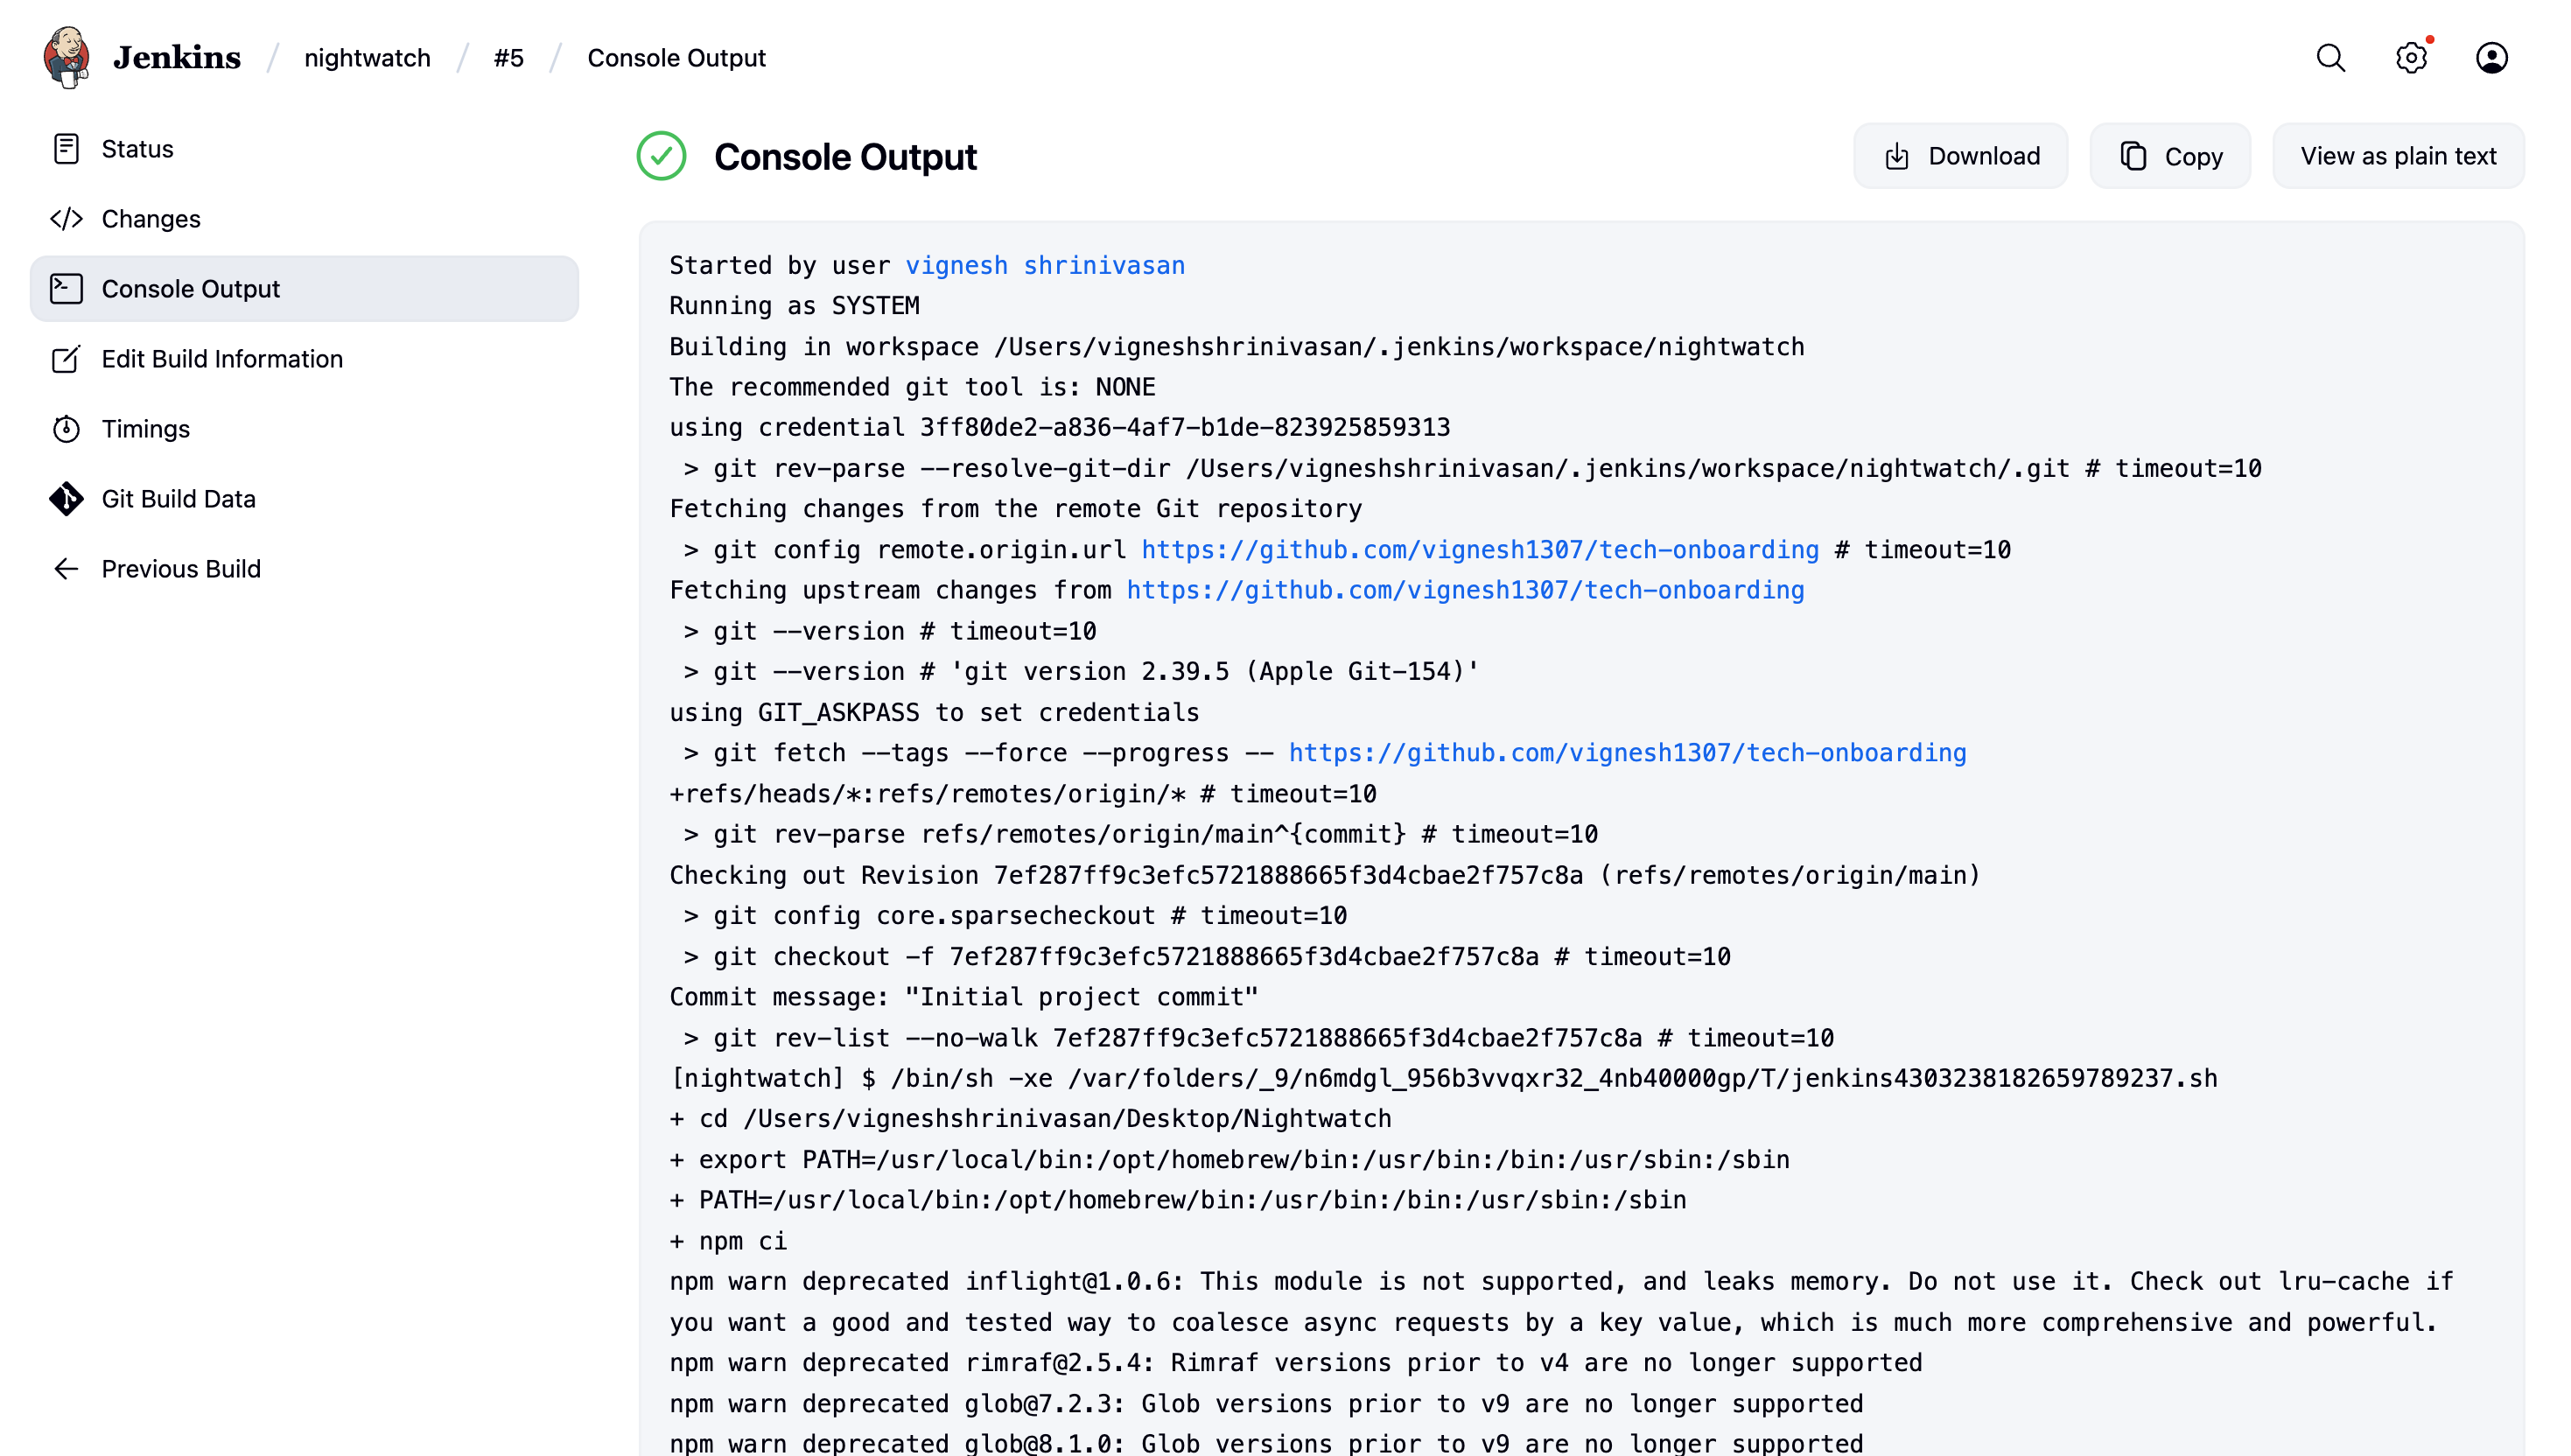 Jenkins / nightwatch / #5 / Console Output
Status
Changes
Console Output
Edit Build Information
Timings
Git Build Data
Previous Build
Console Output
Download
Copy
View as plain text
Started by user vignesh shrinivasan
Running as SYSTEM
Building in workspace /Users/vigneshshrinivasan/.jenkins/workspace/nightwatch
The recommended git tool is: NONE
using credential 3ff80de2-a836-4af7-b1de-823925859313
 > git rev-parse --resolve-git-dir /Users/vigneshshrinivasan/.jenkins/workspace/nightwatch/.git # timeout=10
Fetching changes from the remote Git repository
 > git config remote.origin.url https://github.com/vignesh1307/tech-onboarding # timeout=10
Fetching upstream changes from https://github.com/vignesh1307/tech-onboarding
 > git --version # timeout=10
 > git --version # 'git version 2.39.5 (Apple Git-154)'
using GIT_ASKPASS to set credentials
 > git fetch --tags --force --progress -- https://github.com/vignesh1307/tech-onboarding
+refs/heads/*:refs/remotes/origin/* # timeout=10
 > git rev-parse refs/remotes/origin/main^{commit} # timeout=10
Checking out Revision 7ef287ff9c3efc5721888665f3d4cbae2f757c8a (refs/remotes/origin/main)
 > git config core.sparsecheckout # timeout=10
 > git checkout -f 7ef287ff9c3efc5721888665f3d4cbae2f757c8a # timeout=10
Commit message: "Initial project commit"
 > git rev-list --no-walk 7ef287ff9c3efc5721888665f3d4cbae2f757c8a # timeout=10
[nightwatch] $ /bin/sh -xe /var/folders/_9/n6mdgl_956b3vvqxr32_4nb40000gp/T/jenkins4303238182659789237.sh
+ cd /Users/vigneshshrinivasan/Desktop/Nightwatch
+ export PATH=/usr/local/bin:/opt/homebrew/bin:/usr/bin:/bin:/usr/sbin:/sbin
+ PATH=/usr/local/bin:/opt/homebrew/bin:/usr/bin:/bin:/usr/sbin:/sbin
+ npm ci
npm warn deprecated inflight@1.0.6: This module is not supported, and leaks memory. Do not use it. Check out lru-cache if
you want a good and tested way to coalesce async requests by a key value, which is much more comprehensive and powerful.
npm warn deprecated rimraf@2.5.4: Rimraf versions prior to v4 are no longer supported
npm warn deprecated glob@7.2.3: Glob versions prior to v9 are no longer supported
npm warn deprecated glob@8.1.0: Glob versions prior to v9 are no longer supported